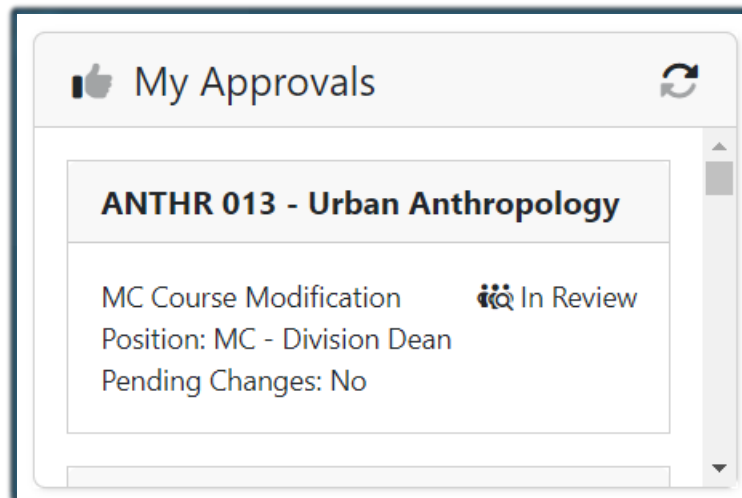 My Approvals
ANTHR 013 - Urban Anthropology
MC Course Modification In Review
Position: MC - Division Dean
Pending Changes: No